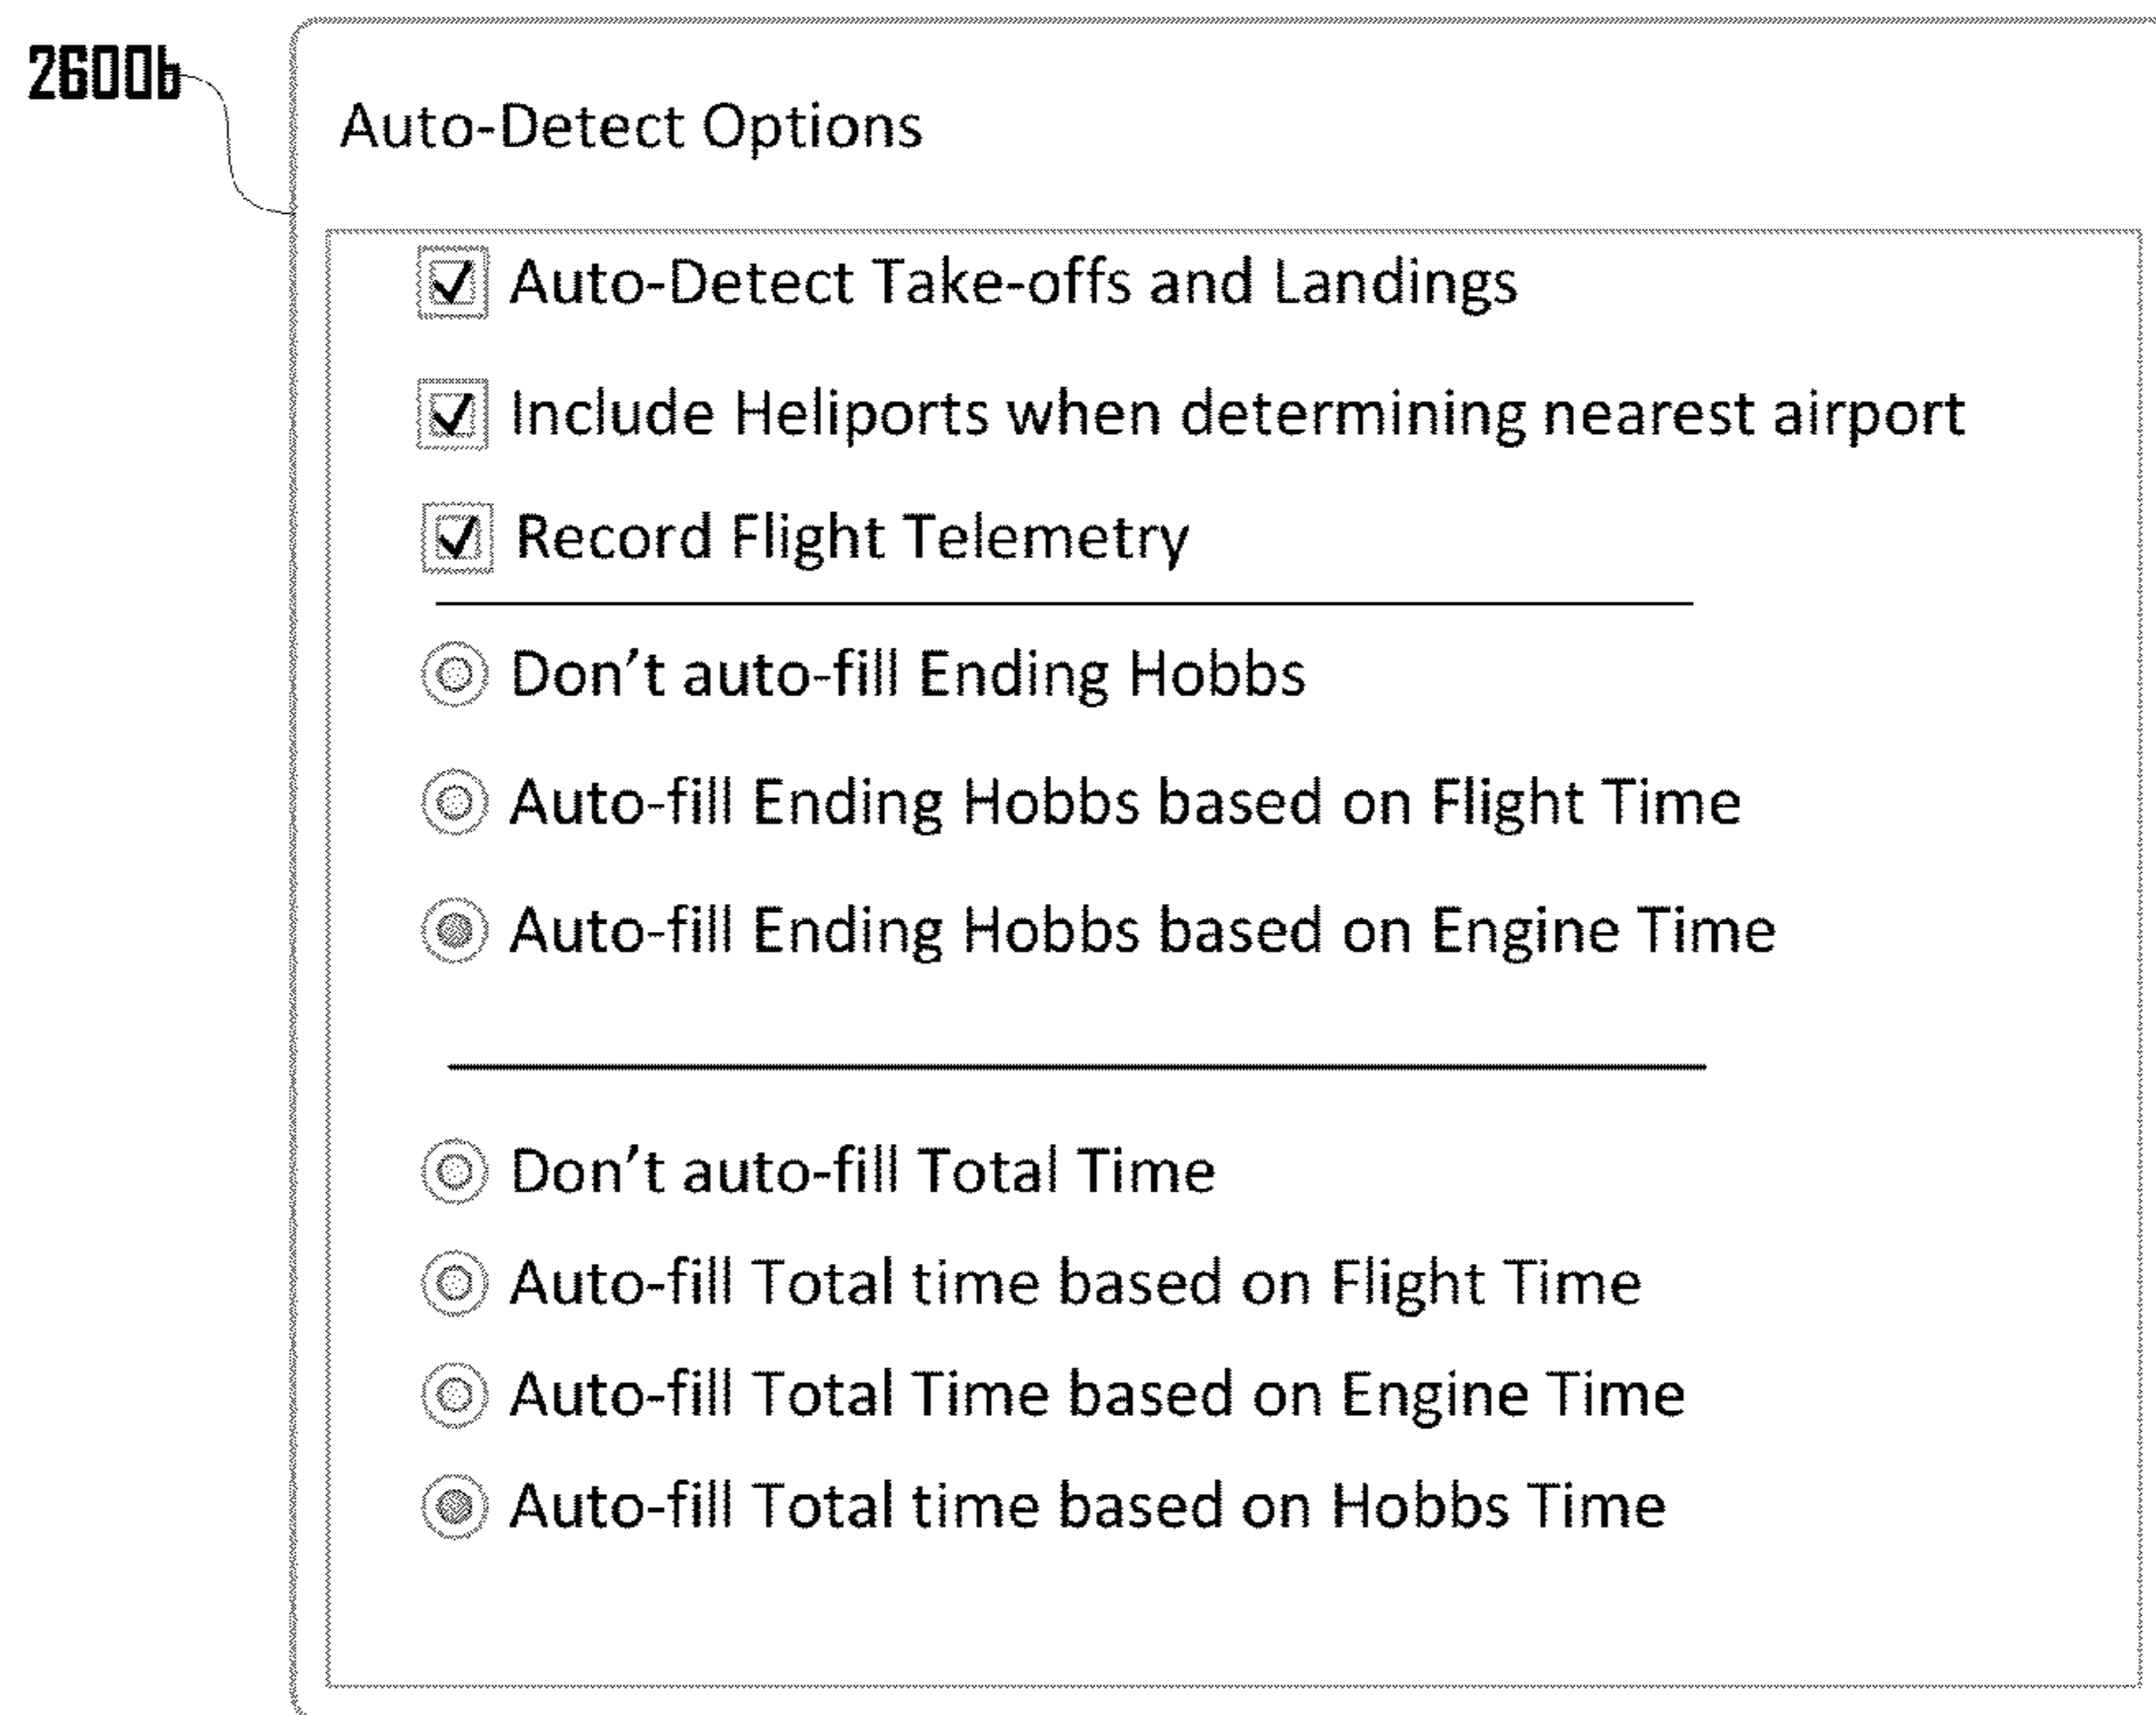 2600b
Auto-Detect Options
Auto-Detect Take-offs and Landings
Include Heliports when determining nearest airport
Record Flight Telemetry
Don’t auto-fill Ending Hobbs
Auto-fill Ending Hobbs based on Flight Time
Auto-fill Ending Hobbs based on Engine Time
Don’t auto-fill Total Time
Auto-fill Total time based on Flight Time
Auto-fill Total Time based on Engine Time
Auto-fill Total time based on Hobbs Time